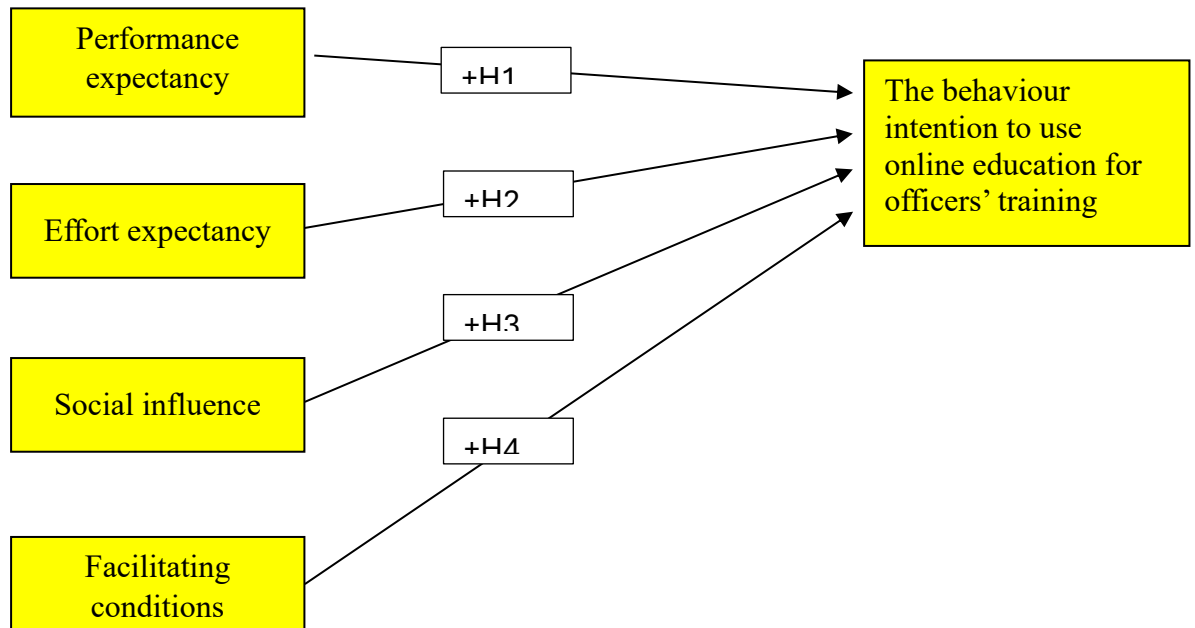 Performance
expectancy
+H1
The behaviour
intention to use
online education for
officers’ training
+H2
Effort expectancy
+H3
Social influence
+H4
Facilitating
conditions